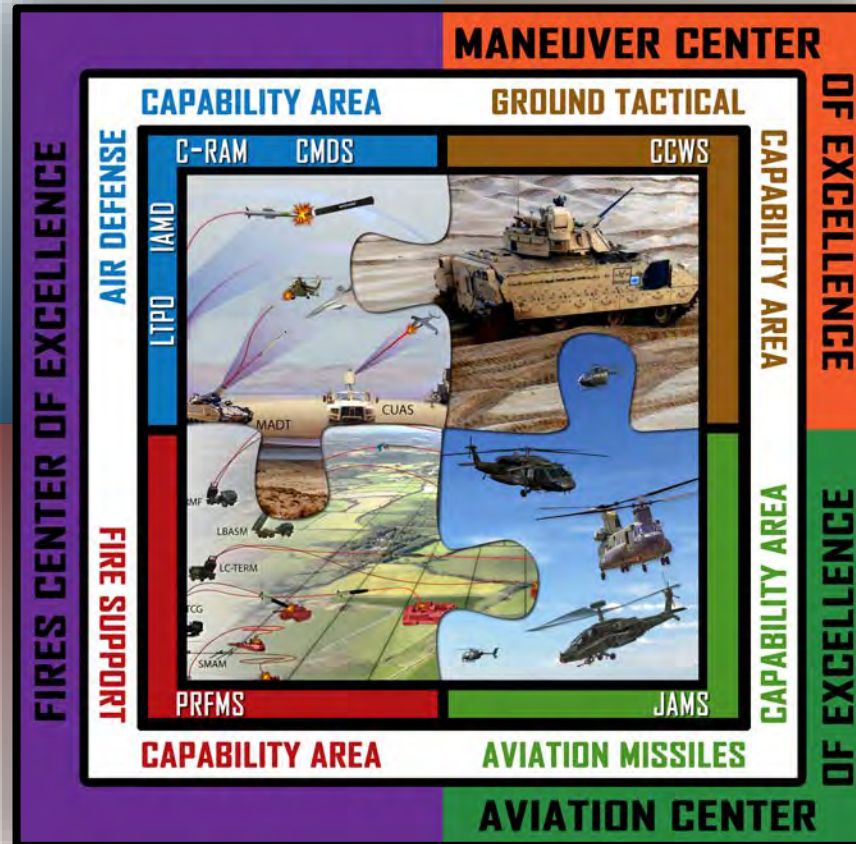 MANEUVER CENTER
OF EXCELLENCE
FIRES CENTER OF EXCELLENCE
CAPABILITY AREA
GROUND TACTICAL
AIR DEFENSE
CAPABILITY AREA
C-RAM CMDS
CCWS
IAMD
LTPO
MADT
CUAS
LBASM
LC-TERM
SMAM
FIRE SUPPORT
CAPABILITY AREA
PRFMS
JAMS
CAPABILITY AREA
AVIATION MISSILES
OF EXCELLENCE
AVIATION CENTER